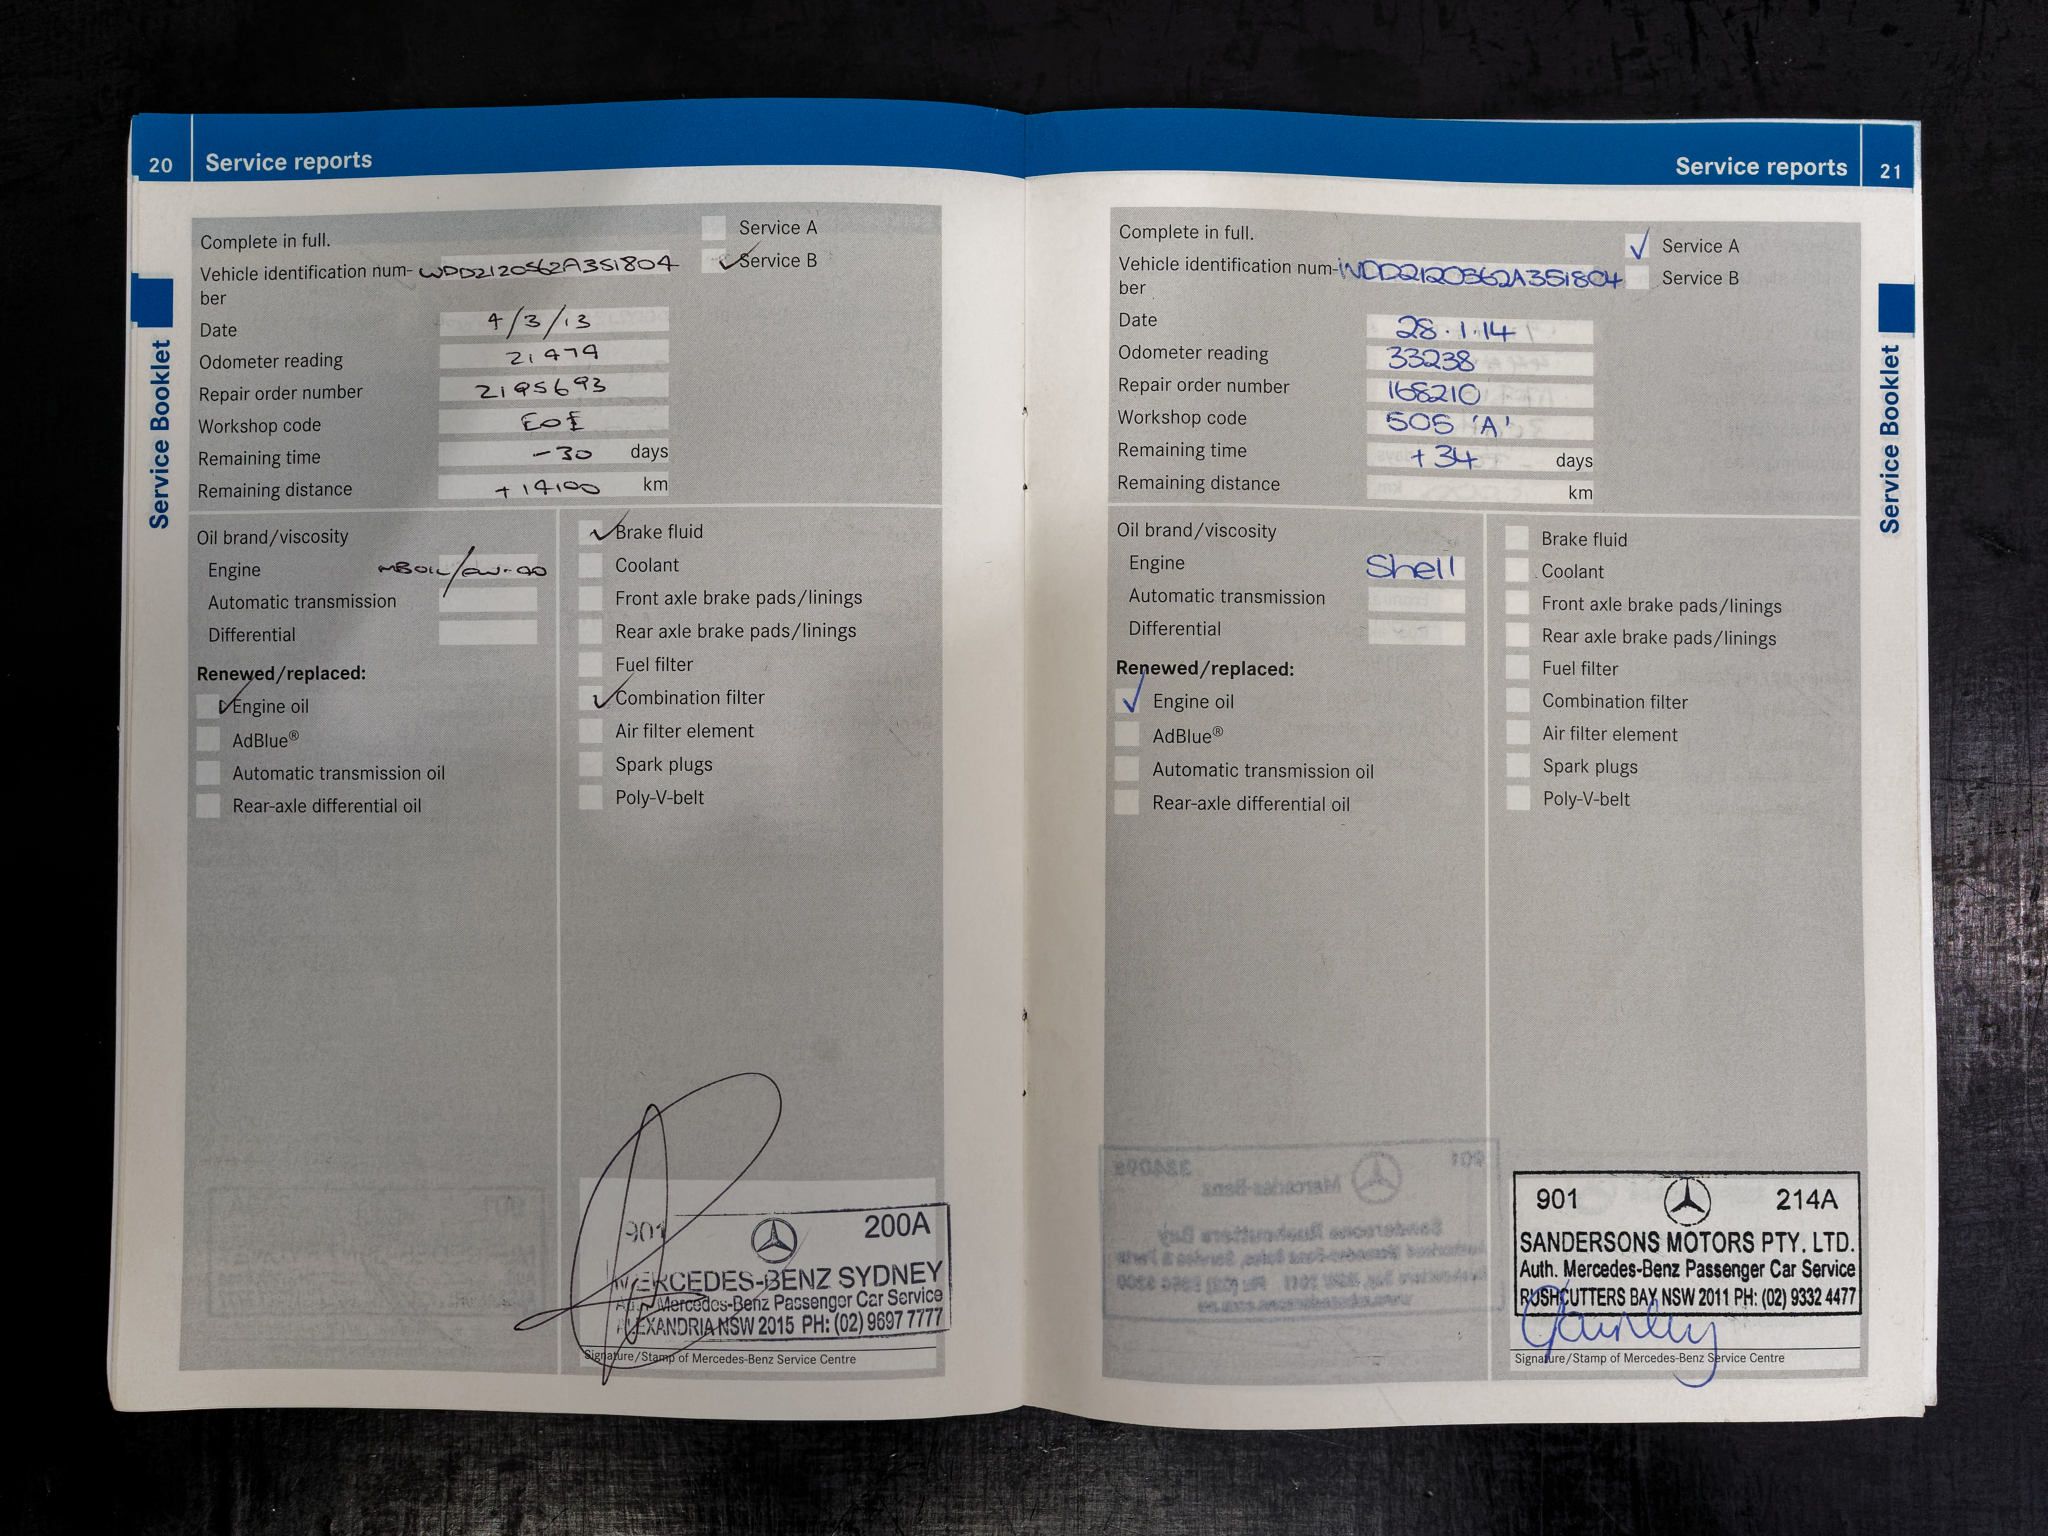 20 Service reports
Complete in full.
Service A
Vehicle identification num-
ber
WDD2120562A351804
Service B
Date 4/3/13
Odometer reading 21474
Repair order number 2195693
Workshop code
Remaining time -30 days
Remaining distance +14100 km
Oil brand/viscosity
Engine MB OIL/
Automatic transmission
Differential
Renewed/replaced:
Engine oil
AdBlue®
Automatic transmission oil
Rear-axle differential oil
Brake fluid
Coolant
Front axle brake pads/linings
Rear axle brake pads/linings
Fuel filter
Combination filter
Air filter element
Spark plugs
Poly-V-belt
901 200A
MERCEDES-BENZ SYDNEY
Auth. Mercedes-Benz Passenger Car Service
ALEXANDRIA NSW 2015 PH: (02) 9697 7777
Signature/Stamp of Mercedes-Benz Service Centre
Service Booklet
Service reports 21
Complete in full.
Service A
Vehicle identification num-
ber
WDD2120562A351804
Service B
Date 28.1.14
Odometer reading 33238
Repair order number 168210
Workshop code 505 'A'
Remaining time +34 days
Remaining distance km
Oil brand/viscosity
Engine Shell
Automatic transmission
Differential
Renewed/replaced:
Engine oil
AdBlue®
Automatic transmission oil
Rear-axle differential oil
Brake fluid
Coolant
Front axle brake pads/linings
Rear axle brake pads/linings
Fuel filter
Combination filter
Air filter element
Spark plugs
Poly-V-belt
901 214A
SANDERSONS MOTORS PTY. LTD.
Auth. Mercedes-Benz Passenger Car Service
RUSHCUTTERS BAY NSW 2011 PH: (02) 9332 4477
Signature/Stamp of Mercedes-Benz Service Centre
Service Booklet